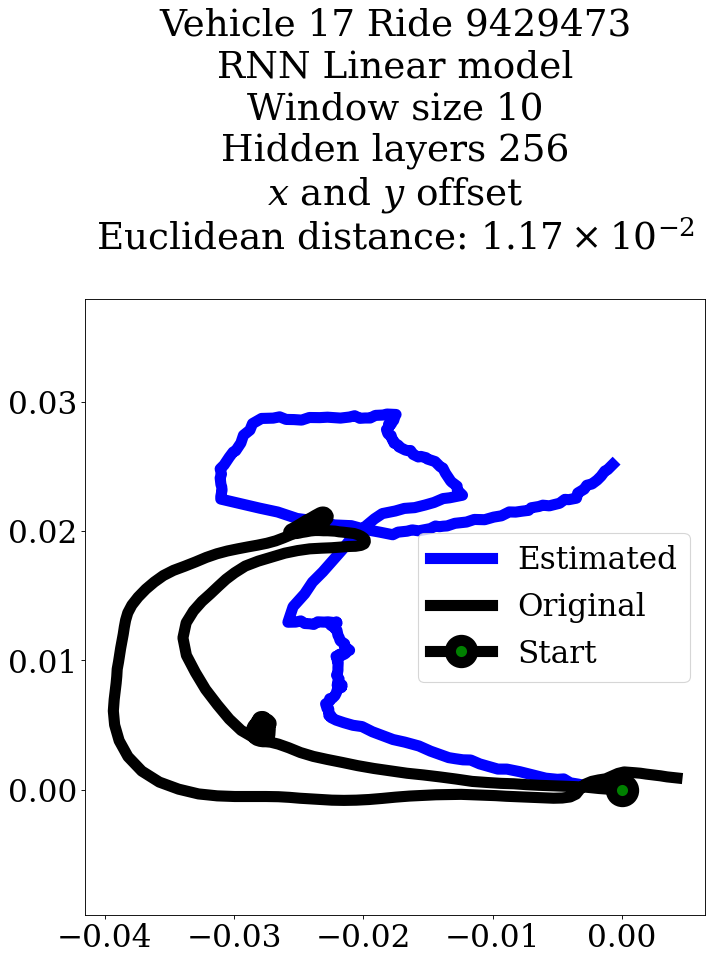 Vehicle 17 Ride 9429473
RNN Linear model
Window size 10
Hidden layers 256
x and y offset
Euclidean distance: 1.17 × 10⁻²
0.03
0.02
0.01
0.00
Estimated
Original
Start
−0.04 −0.03 −0.02 −0.01 0.00